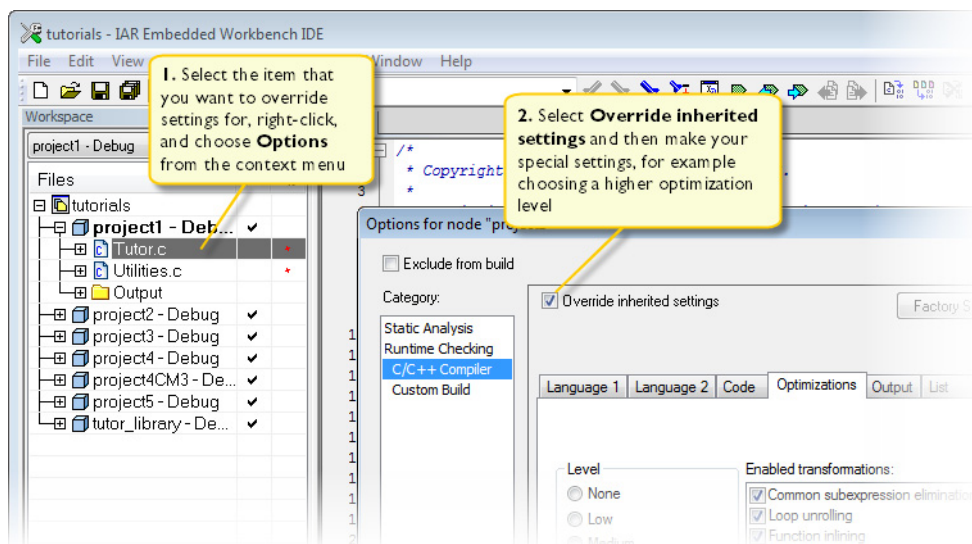 tutorials - IAR Embedded Workbench IDE
File Edit View
Window Help
1. Select the item that
you want to override
settings for, right-click,
and choose Options
from the context menu
2. Select Override inherited
settings and then make your
special settings, for example
choosing a higher optimization
level
Workspace
project1 - Debug
Files
tutorials
project1 - Deb...
Tutor.c
Utilities.c
Output
project2 - Debug
project3 - Debug
project4 - Debug
project4CM3 - De...
project5 - Debug
tutor_library - De...
/*
* Copyright
3 *
Options for node "proj
Exclude from build
Category:
Static Analysis
Runtime Checking
C/C++ Compiler
Custom Build
Override inherited settings
Factory S
Language 1 Language 2 Code Optimizations Output List
Level
None
Low
Medium
Enabled transformations:
Common subexpression elimination
Loop unrolling
Function inlining